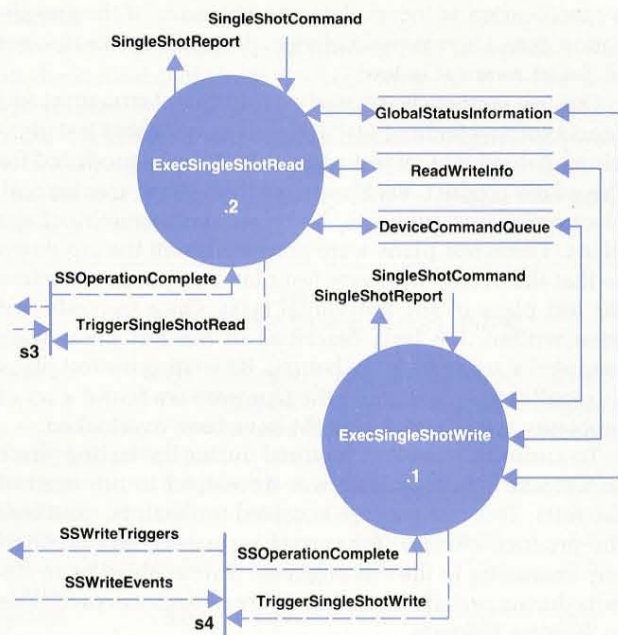 SingleShotCommand
SingleShotReport
GlobalStatusInformation
ExecSingleShotRead
ReadWriteInfo
.2
DeviceCommandQueue
SSOperationComplete
SingleShotCommand
SingleShotReport
TriggerSingleShotRead
s3
ExecSingleShotWrite
.1
SSWriteTriggers
SSOperationComplete
SSWriteEvents
TriggerSingleShotWrite
s4